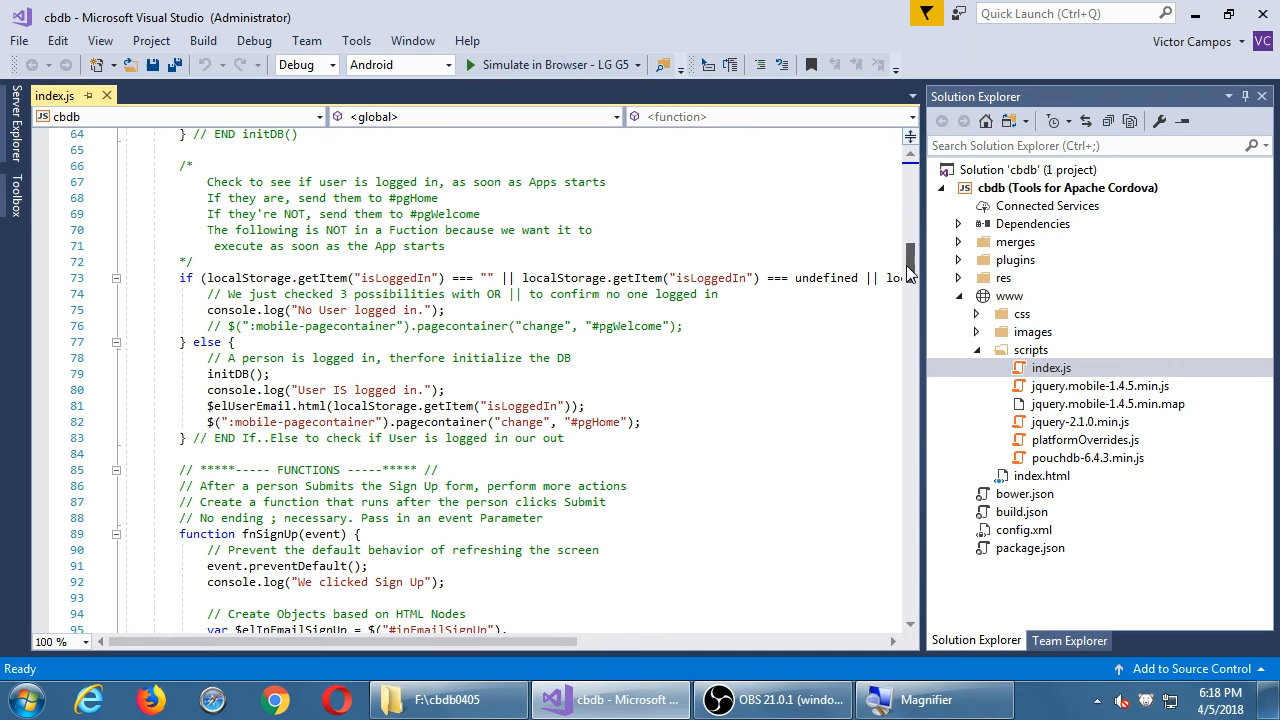 cbdb - Microsoft Visual Studio (Administrator)
Quick Launch (Ctrl+Q)
File Edit View Project Build Debug Team Tools Window Help
Victor Campos VC
Debug Android Simulate in Browser - LG G5
Server Explorer
Toolbox
index.js
JS cbdb <global> <function>
64 } // END initDB()
65
66 /*
67 Check to see if user is logged in, as soon as Apps starts
68 If they are, send them to #pgHome
69 If they're NOT, send them to #pgWelcome
70 The following is NOT in a Fuction because we want it to
71 execute as soon as the App starts
72 */
73 if (localStorage.getItem("isLoggedIn") === "" || localStorage.getItem("isLoggedIn") === undefined ||
74 // We just checked 3 possibilities with OR || to confirm no one logged in
75 console.log("No User logged in.");
76 // $(":mobile-pagecontainer").pagecontainer("change", "#pgWelcome");
77 } else {
78 // A person is logged in, therfore initialize the DB
79 initDB();
80 console.log("User IS logged in.");
81 $elUserEmail.html(localStorage.getItem("isLoggedIn"));
82 $(":mobile-pagecontainer").pagecontainer("change", "#pgHome");
83 } // END If..Else to check if User is logged in our out
84
85 // *****----- FUNCTIONS -----***** //
86 // After a person Submits the Sign Up form, perform more actions
87 // Create a function that runs after the person clicks Submit
88 // No ending ; necessary. Pass in an event Parameter
89 function fnSignUp(event) {
90 // Prevent the default behavior of refreshing the screen
91 event.preventDefault();
92 console.log("We clicked Sign Up");
93
94 // Create Objects based on HTML Nodes
95 var $elInEmailSignUp = $("#inEmailSignUp"),
100 %
Solution Explorer
Search Solution Explorer (Ctrl+;)
Solution 'cbdb' (1 project)
JS cbdb (Tools for Apache Cordova)
Connected Services
Dependencies
merges
plugins
res
www
css
images
scripts
index.js
jquery.mobile-1.4.5.min.js
jquery.mobile-1.4.5.min.map
jquery-2.1.0.min.js
platformOverrides.js
pouchdb-6.4.3.min.js
index.html
bower.json
build.json
config.xml
package.json
Solution Explorer Team Explorer
Ready Add to Source Control
F:\cbdb0405 cbdb - Microsoft ... OBS 21.0.1 (windo... Magnifier
6:18 PM
4/5/2018